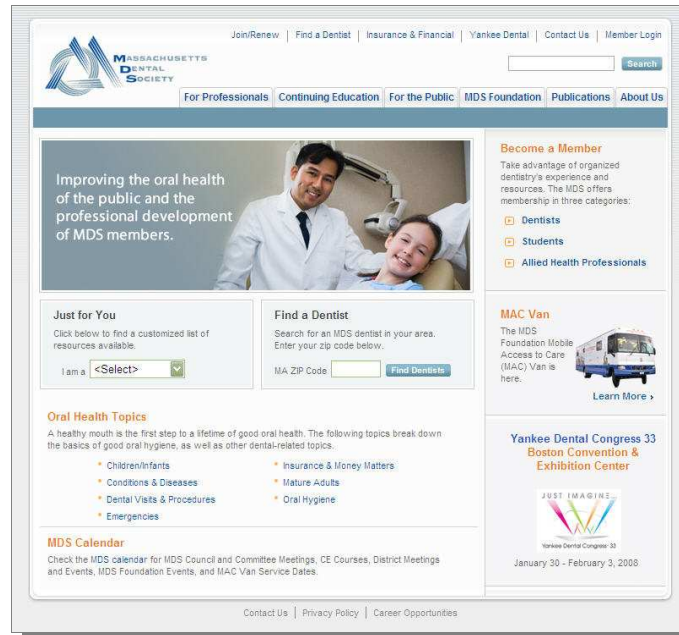 Join/Renew | Find a Dentist | Insurance & Financial | Yankee Dental | Contact Us | Member Login
MASSACHUSETTS
DENTAL
SOCIETY
Search
For Professionals
Continuing Education
For the Public
MDS Foundation
Publications
About Us
Improving the oral health
of the public and the
professional development
of MDS members.
Become a Member
Take advantage of organized
dentistry's experience and
resources. The MDS offers
membership in three categories:
Dentists
Students
Allied Health Professionals
Just for You
Click below to find a customized list of
resources available.
I am a <Select>
Find a Dentist
Search for an MDS dentist in your area.
Enter your zip code below.
MA ZIP Code Find Dentists
MAC Van
The MDS
Foundation Mobile
Access to Care
(MAC) Van is
here.
Learn More ›
Oral Health Topics
A healthy mouth is the first step to a lifetime of good oral health. The following topics break down
the basics of good oral hygiene, as well as other dental-related topics.
Children/Infants
Conditions & Diseases
Dental Visits & Procedures
Emergencies
Insurance & Money Matters
Mature Adults
Oral Hygiene
Yankee Dental Congress 33
Boston Convention &
Exhibition Center
JUST IMAGINE...
Yankee Dental Congress 33
January 30 - February 3, 2008
MDS Calendar
Check the MDS calendar for MDS Council and Committee Meetings, CE Courses, District Meetings
and Events, MDS Foundation Events, and MAC Van Service Dates.
Contact Us | Privacy Policy | Career Opportunities